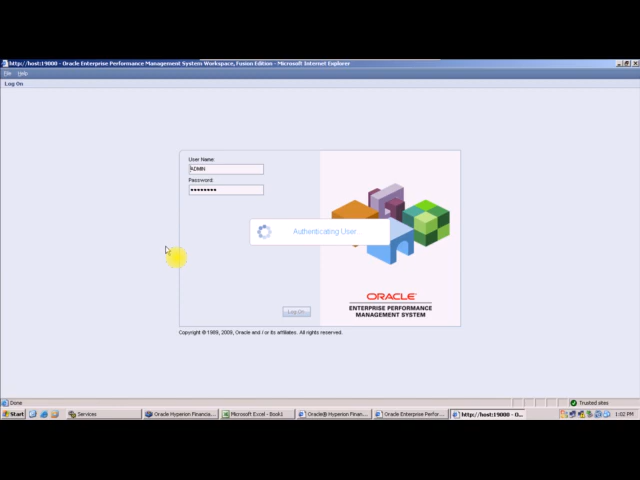 http://host:19000 - Oracle Enterprise Performance Management System Workspace, Fusion Edition - Microsoft Internet Explorer
File Help
Log On
User Name:
ADMIN
Password:
Authenticating User
Log On
ORACLE
ENTERPRISE PERFORMANCE
MANAGEMENT SYSTEM
Copyright © 1989, 2009, Oracle and / or its affiliates. All rights reserved.
Done
Trusted sites
Start
Services
Oracle Hyperion Financia...
Microsoft Excel - Book1
Oracle® Hyperion Finan...
Oracle Enterprise Perfor...
http://host:19000 - O...
1:02 PM